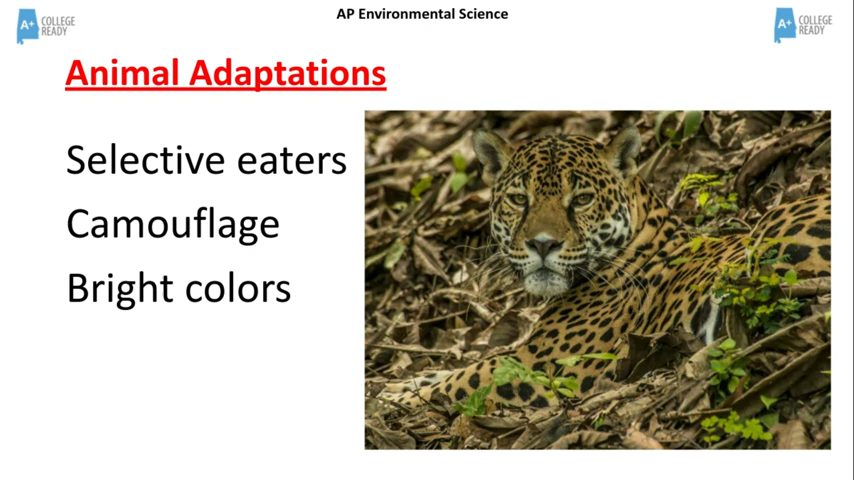 AP Environmental Science
A+ COLLEGE READY
A+ COLLEGE READY
Animal Adaptations
Selective eaters
Camouflage
Bright colors